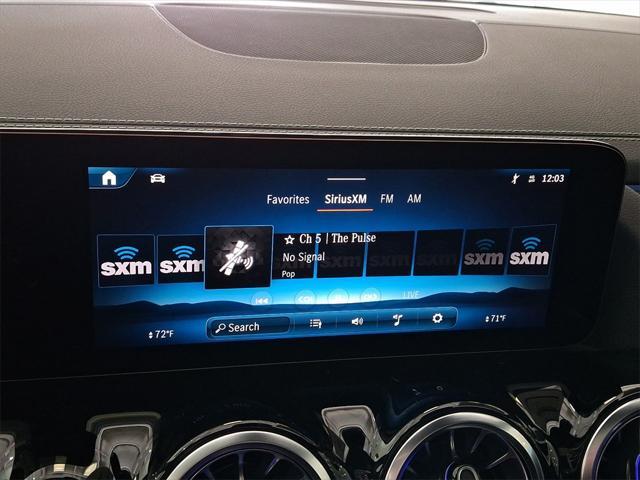 12:03
Favorites SiriusXM FM AM
Ch 5 | The Pulse
sxm sxm No Signal sxm sxm
Pop
LIVE
72°F Search 71°F